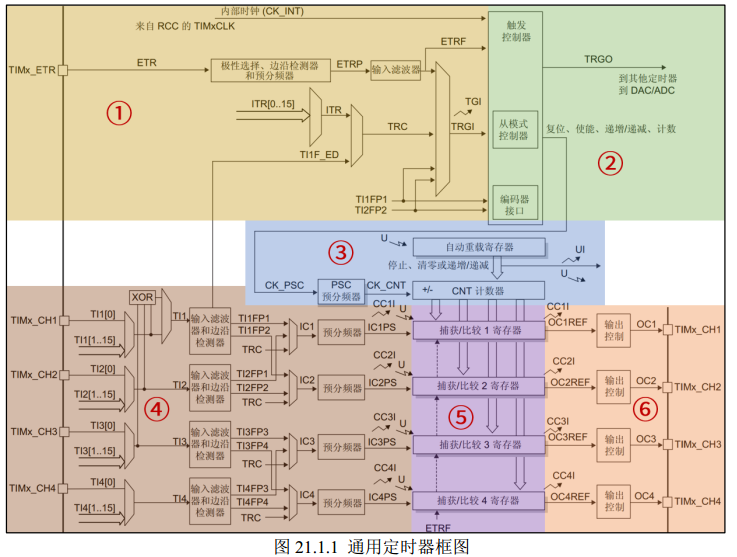 内部时钟 (CK_INT)
来自 RCC 的 TIMxCLK
触发
控制器
TIMx_ETR
ETR
极性选择、边沿检测器
和预分频器
ETRP
输入滤波器
ETRF
TRGO
到其他定时器
到 DAC/ADC
ITR[0..15]
ITR
TRC
TI1F_ED
TGI
TRGI
从模式
控制器
复位、使能、递增/递减、计数
①
②
TI1FP1
TI2FP2
编码器
接口
③
U
自动重载寄存器
UI
停止、清零或递增/递减
U
CK_PSC
PSC
预分频器
CK_CNT
+/-
CNT 计数器
XOR
TIMx_CH1
TI1[0]
TI1[1..15]
TI1
输入滤波器
和边沿
检测器
TI1FP1
TI1FP2
TRC
IC1
预分频器
CC1I
IC1PS
U
捕获/比较 1 寄存器
CC1I
OC1REF
输出
控制
OC1
TIMx_CH1
TIMx_CH2
TI2[0]
TI2[1..15]
TI2
输入滤波器
和边沿
检测器
TI2FP1
TI2FP2
TRC
IC2
预分频器
CC2I
IC2PS
U
捕获/比较 2 寄存器
CC2I
OC2REF
输出
控制
OC2
TIMx_CH2
④
⑤
⑥
TIMx_CH3
TI3[0]
TI3[1..15]
TI3
输入滤波器
和边沿
检测器
TI3FP3
TI3FP4
TRC
IC3
预分频器
CC3I
IC3PS
U
捕获/比较 3 寄存器
CC3I
OC3REF
输出
控制
OC3
TIMx_CH3
TIMx_CH4
TI4[0]
TI4[1..15]
TI4
输入滤波器
和边沿
检测器
TI4FP3
TI4FP4
TRC
IC4
预分频器
CC4I
IC4PS
U
捕获/比较 4 寄存器
CC4I
OC4REF
输出
控制
OC4
TIMx_CH4
ETRF
图 21.1.1 通用定时器框图